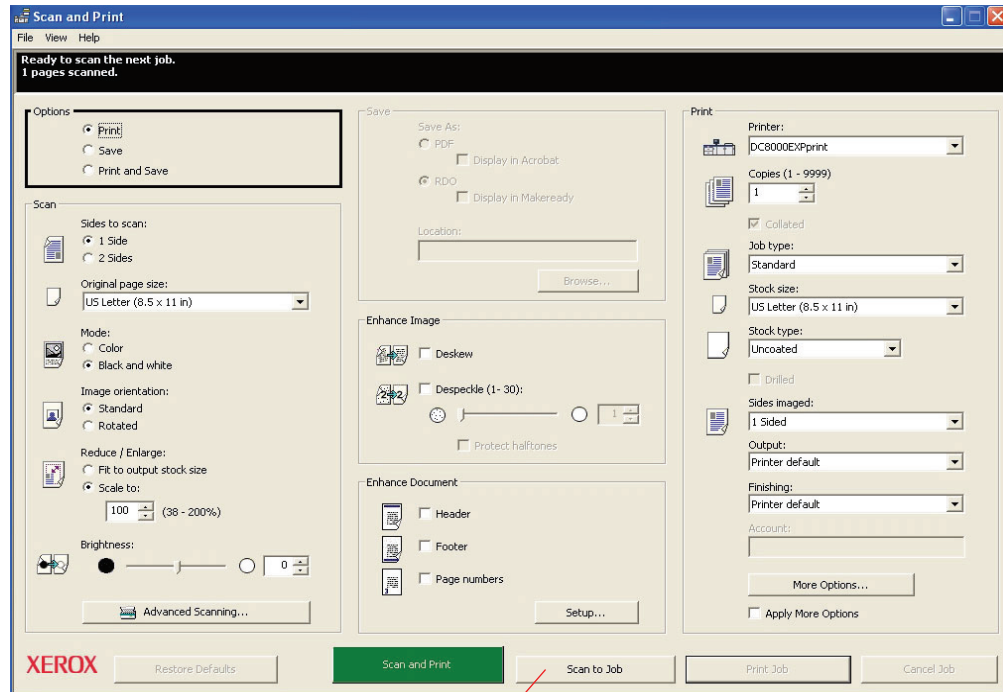 Scan and Print
File View Help
Ready to scan the next job.
1 pages scanned.
Options
Print
Save
Print and Save
Scan
Sides to scan:
1 Side
2 Sides
Original page size:
US Letter (8.5 x 11 in)
Mode:
Color
Black and white
Image orientation:
Standard
Rotated
Reduce / Enlarge:
Fit to output stock size
Scale to:
100 (38 - 200%)
Brightness:
0
Advanced Scanning...
Save
Save As:
PDF
Display in Acrobat
RDO
Display in Makeready
Location:
Browse...
Enhance Image
Deskew
Despeckle (1- 30):
1
Protect halftones
Enhance Document
Header
Footer
Page numbers
Setup...
Print
Printer:
DC8000EXPprint
Copies (1 - 9999)
1
Collated
Job type:
Standard
Stock size:
US Letter (8.5 x 11 in)
Stock type:
Uncoated
Drilled
Sides imaged:
1 Sided
Output:
Printer default
Finishing:
Printer default
Account:
More Options...
Apply More Options
XEROX
Restore Defaults
Scan and Print
Scan to Job
Print Job
Cancel Job